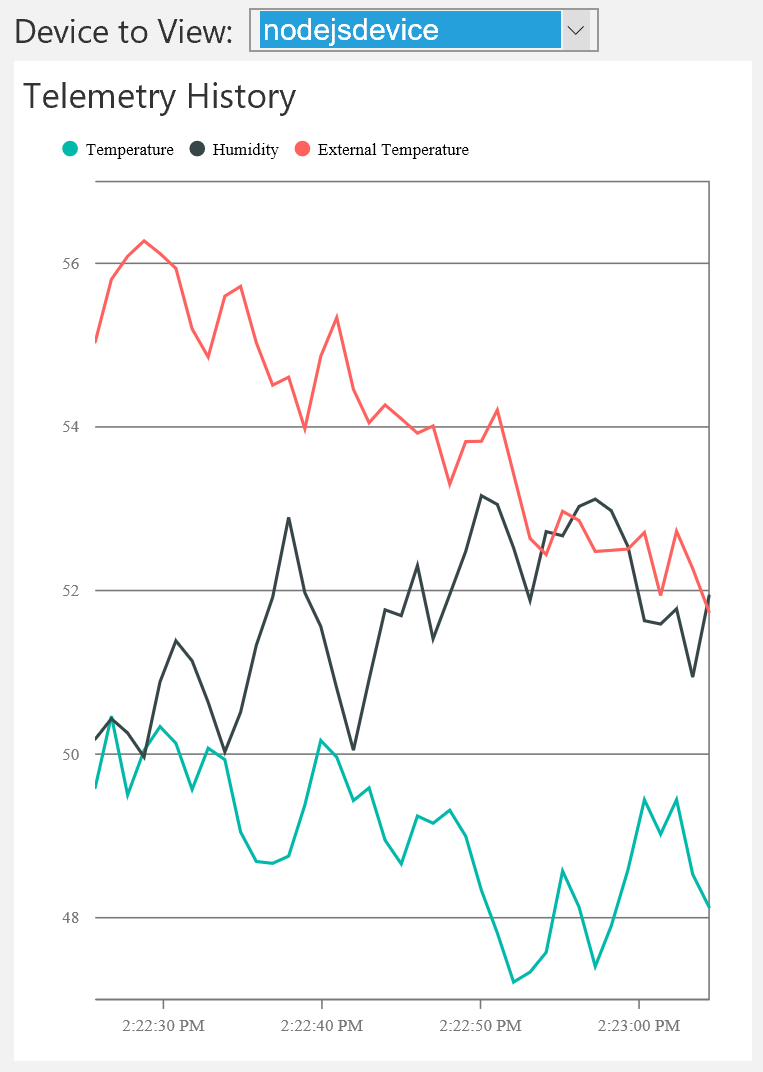 Device to View: nodejsdevice
Telemetry History
Temperature Humidity External Temperature
56
54
52
50
48
2:22:30 PM 2:22:40 PM 2:22:50 PM 2:23:00 PM